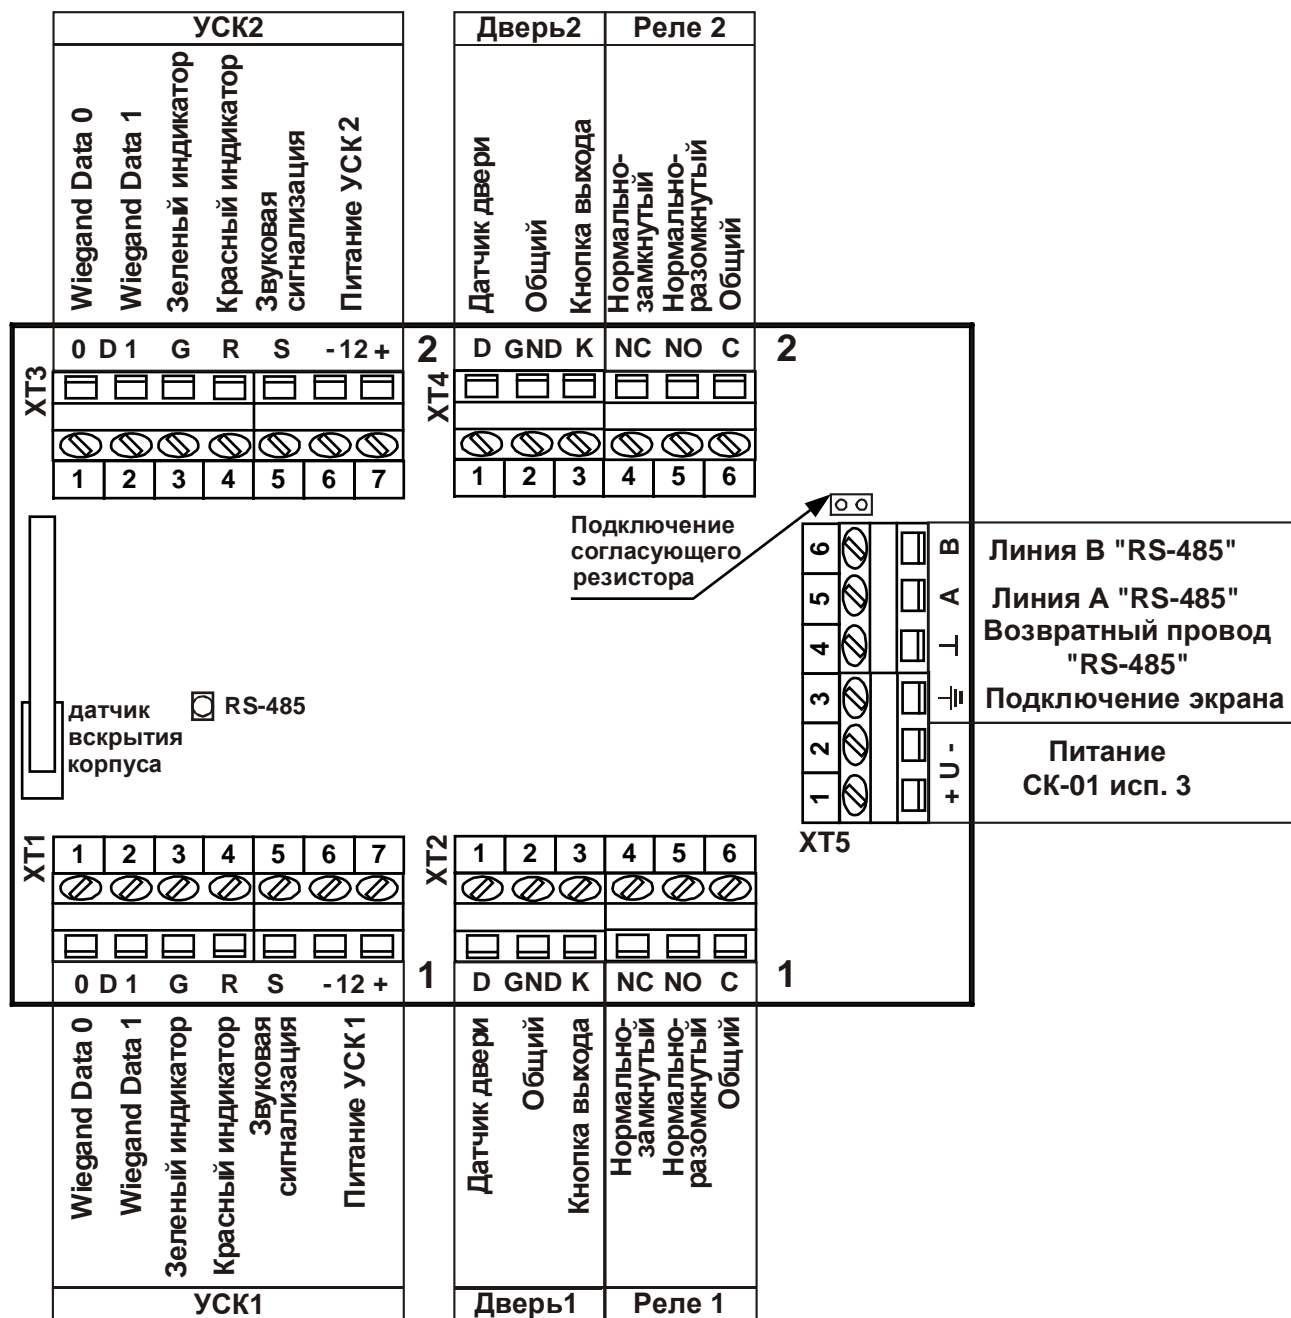 УСК2
Дверь2
Реле 2
Wiegand Data 0
Wiegand Data 1
Зеленый индикатор
Красный индикатор
Звуковая
сигнализация
Питание УСК2
Датчик двери
Общий
Кнопка выхода
Нормально-
замкнутый
Нормально-
разомкнутый
Общий
0 D 1 G R S - 12 +
2
D GND K NC NO C
2
XT3
XT4
1 2 3 4 5 6 7
1 2 3 4 5 6
Подключение
согласующего
резистора
6 B Линия В "RS-485"
5 A Линия А "RS-485"
4 ⊥ Возвратный провод
"RS-485"
3 Подключение экрана
2
1
+ U -
Питание
СК-01 исп. 3
XT5
датчик
вскрытия
корпуса
RS-485
XT1
XT2
1 2 3 4 5 6 7
1 2 3 4 5 6
0 D 1 G R S - 12 +
1
D GND K NC NO C
1
Wiegand Data 0
Wiegand Data 1
Зеленый индикатор
Красный индикатор
Звуковая
сигнализация
Питание УСК1
Датчик двери
Общий
Кнопка выхода
Нормально-
замкнутый
Нормально-
разомкнутый
Общий
УСК1
Дверь1
Реле 1